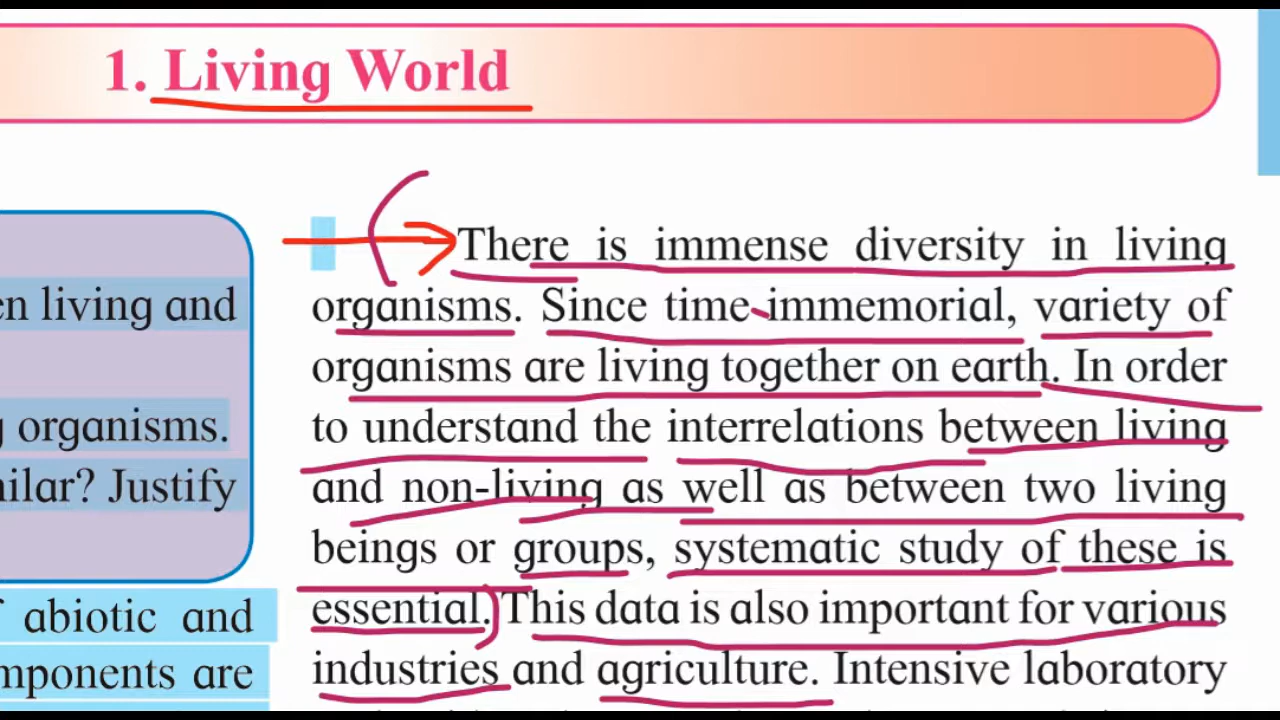 1. Living World
en living and
organisms.
milar? Justify
abiotic and
mponents are
There is immense diversity in living
organisms. Since time immemorial, variety of
organisms are living together on earth. In order
to understand the interrelations between living
and non-living as well as between two living
beings or groups, systematic study of these is
essential. This data is also important for various
industries and agriculture. Intensive laboratory